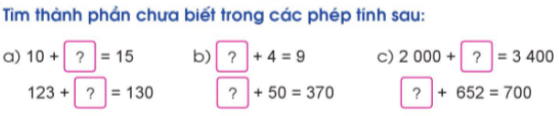 Tìm thành phần chưa biết trong các phép tính sau:
a) 10 + ? = 15 b) ? + 4 = 9 c) 2 000 + ? = 3 400
123 + ? = 130 ? + 50 = 370 ? + 652 = 700